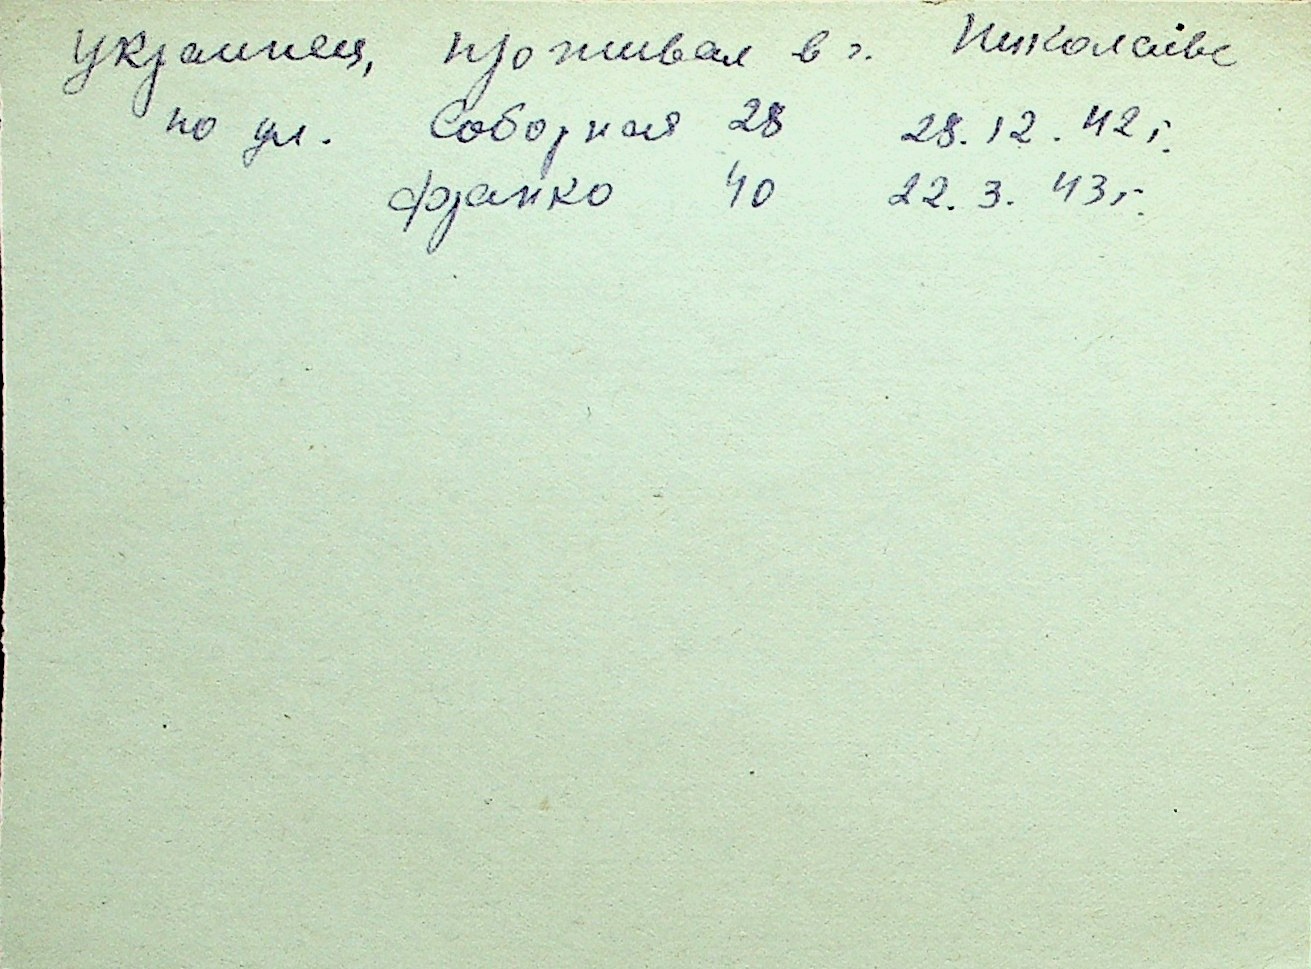 украинец, проживал в г. Николаеве
по ул. Соборная 28 28.12.42 г.
Франко 40 22.3.43 г.